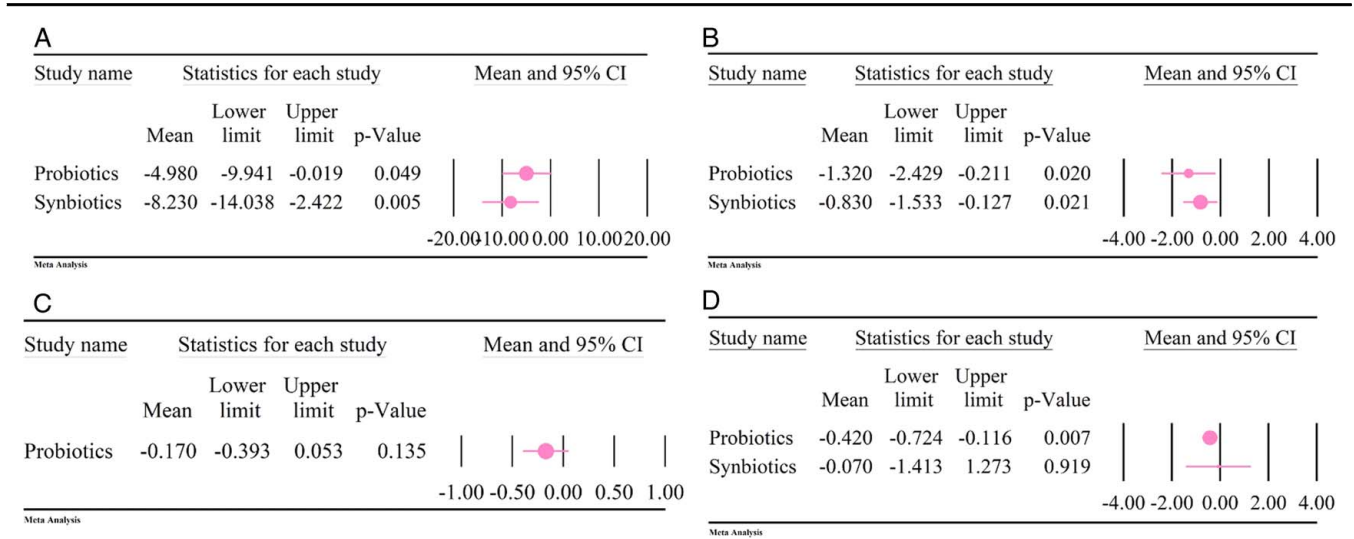 A
Study name Statistics for each study Mean and 95% CI
Lower Upper
Mean limit limit p-Value
Probiotics -4.980 -9.941 -0.019 0.049
Synbiotics -8.230 -14.038 -2.422 0.005
-20.00 -10.00 0.00 10.00 20.00
Meta Analysis
B
Study name Statistics for each study Mean and 95% CI
Lower Upper
Mean limit limit p-Value
Probiotics -1.320 -2.429 -0.211 0.020
Synbiotics -0.830 -1.533 -0.127 0.021
-4.00 -2.00 0.00 2.00 4.00
Meta Analysis
C
Study name Statistics for each study Mean and 95% CI
Lower Upper
Mean limit limit p-Value
Probiotics -0.170 -0.393 0.053 0.135
-1.00 -0.50 0.00 0.50 1.00
Meta Analysis
D
Study name Statistics for each study Mean and 95% CI
Lower Upper
Mean limit limit p-Value
Probiotics -0.420 -0.724 -0.116 0.007
Synbiotics -0.070 -1.413 1.273 0.919
-4.00 -2.00 0.00 2.00 4.00
Meta Analysis